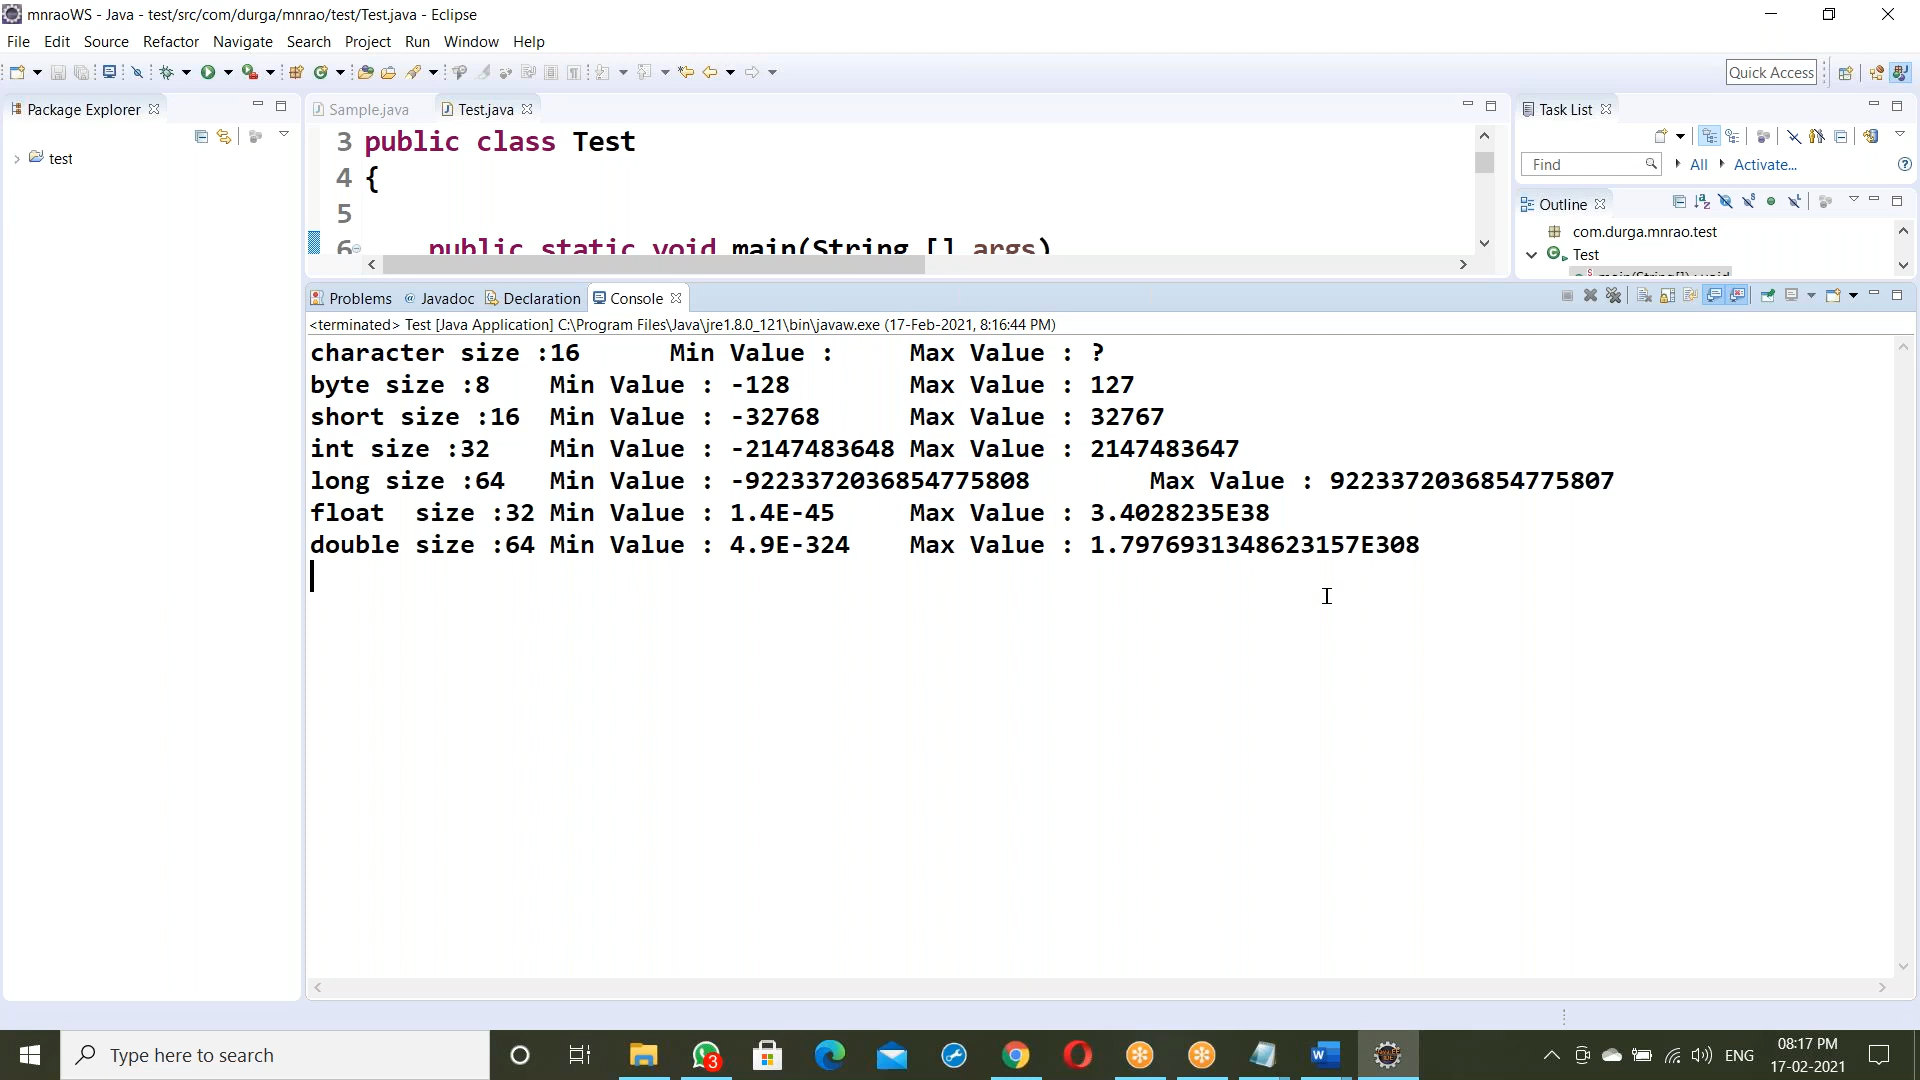 mnraoWS - Java - test/src/com/durga/mnrao/test/Test.java - Eclipse
File Edit Source Refactor Navigate Search Project Run Window Help
Quick Access
Package Explorer
test
Sample.java Test.java
3 public class Test
4 {
5
6 public static void main(String [] args)
Task List
Find All Activate...
Outline
com.durga.mnrao.test
Test
main(String[]) : void
Problems @ Javadoc Declaration Console
<terminated> Test [Java Application] C:\Program Files\Java\jre1.8.0_121\bin\javaw.exe (17-Feb-2021, 8:16:44 PM)
character size :16 Min Value : Max Value : ?
byte size :8 Min Value : -128 Max Value : 127
short size :16 Min Value : -32768 Max Value : 32767
int size :32 Min Value : -2147483648 Max Value : 2147483647
long size :64 Min Value : -9223372036854775808 Max Value : 9223372036854775807
float  size :32 Min Value : 1.4E-45 Max Value : 3.4028235E38
double size :64 Min Value : 4.9E-324 Max Value : 1.7976931348623157E308
Type here to search
3
ENG
08:17 PM
17-02-2021